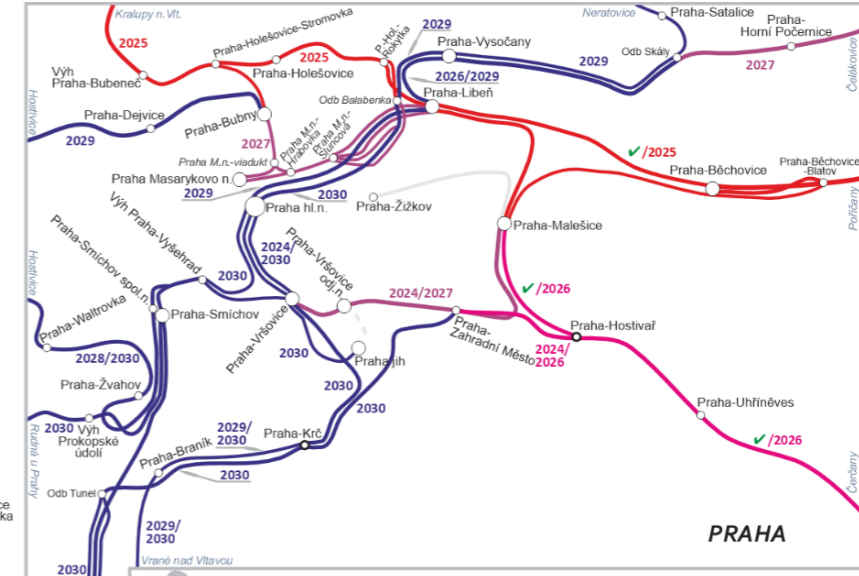 Kralupy n.Vlt.
2025
Praha-Holešovice-Stromovka
2025
Praha-Holešovice
P-Hol.-
Rokytka
2029
Praha-Vysočany
2026/2029
Praha-Libeň
Neratovice
Praha-Satalice
Praha-
Horní Počernice
Odb Skály
2029
2027
Čelákovice
Výh
Praha-Bubeneč
Hostivice
Praha-Dejvice
2029
Praha-Bubny
2027
Odb Balabenka
Praha M.n.-
Hrabovka
Praha M.n.-
Sluncová
Praha M.n.-viadukt
Praha Masarykovo n.
2029
2030
Praha hl.n.
Praha-Žižkov
✓/2025
Praha-Běchovice
Praha-Běchovice
-Blatov
Poříčany
Praha-Malešice
Výh Praha-Vyšehrad
Praha-Smíchov spol.n.
Hostivice
Praha-Waltrovka
2028/2030
Praha-Smíchov
2030
2024/
2030
Praha-Vršovice
odj.n.
Praha-Vršovice
2024/2027
✓/2026
Praha-
Zahradní Město
Praha-Hostivař
2024/
2026
2030
Praha jih
2030
2030
Praha-Žvahov
2030
Výh
Prokopské
údolí
Rudná u Prahy
Praha-Braník
2029/
2030
Praha-Krč
2030
Praha-Uhříněves
✓/2026
Čerčany
Odb Tunel
ce
ka
2029/
2030
2030
Vrané nad Vltavou
PRAHA